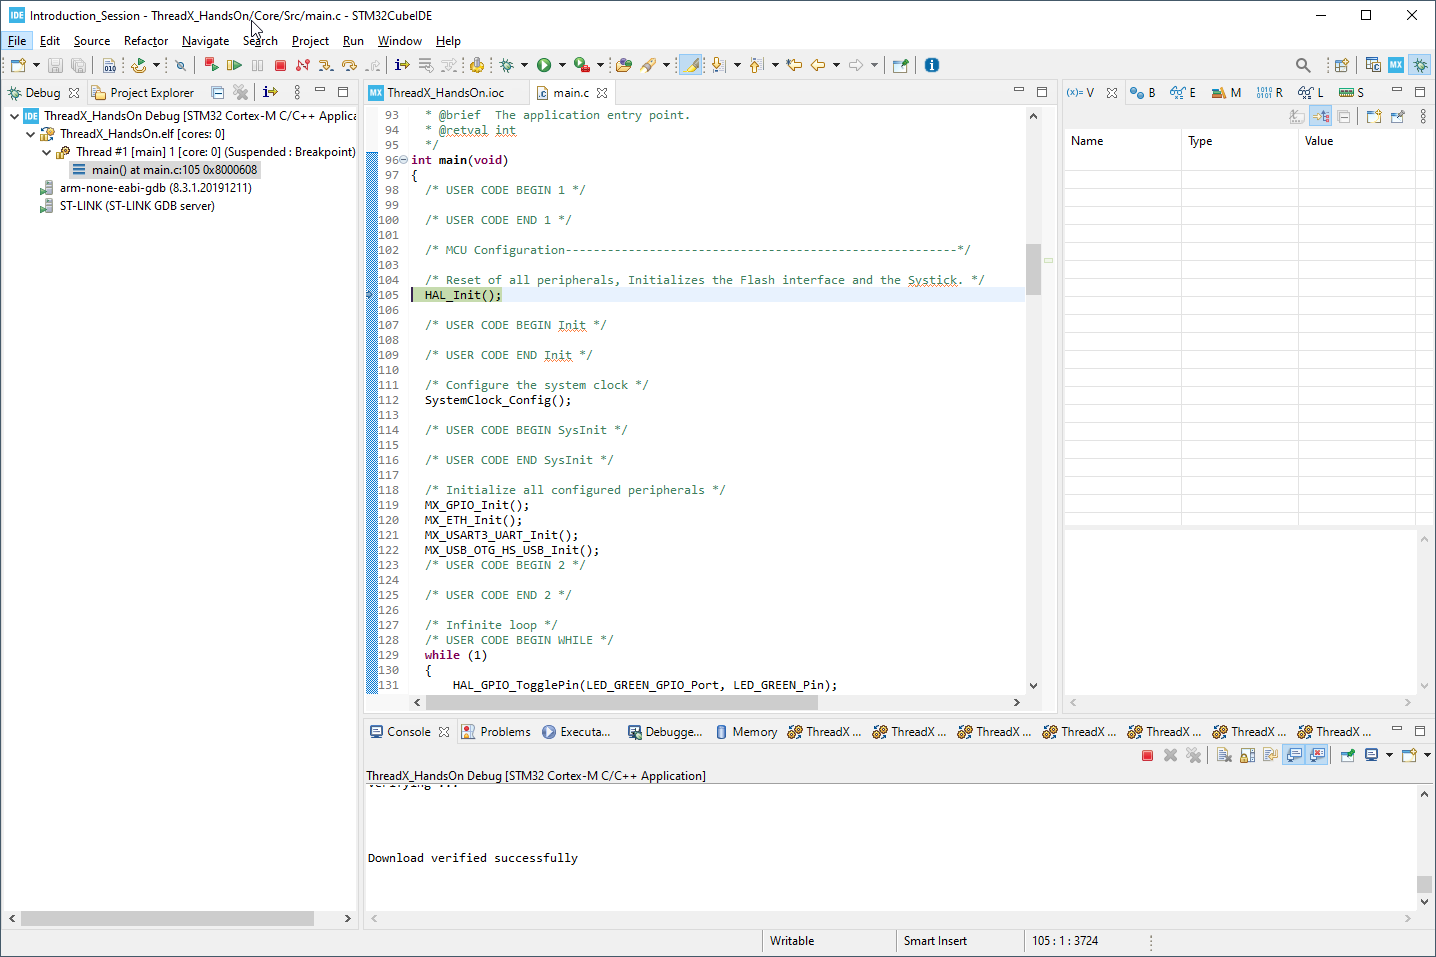 IDE Introduction_Session - ThreadX_HandsOn/Core/Src/main.c - STM32CubeIDE
File Edit Source Refactor Navigate Search Project Run Window Help
010
MX
Debug Project Explorer
IDE ThreadX_HandsOn Debug [STM32 Cortex-M C/C++ Applica
ThreadX_HandsOn.elf [cores: 0]
Thread #1 [main] 1 [core: 0] (Suspended : Breakpoint)
main() at main.c:105 0x8000608
arm-none-eabi-gdb (8.3.1.20191211)
ST-LINK (ST-LINK GDB server)
MX ThreadX_HandsOn.ioc main.c
93 * @brief  The application entry point.
94 * @retval int
95 */
96 int main(void)
97 {
98 /* USER CODE BEGIN 1 */
99
100 /* USER CODE END 1 */
101
102 /* MCU Configuration--------------------------------------------------------*/
103
104 /* Reset of all peripherals, Initializes the Flash interface and the Systick. */
105 HAL_Init();
106
107 /* USER CODE BEGIN Init */
108
109 /* USER CODE END Init */
110
111 /* Configure the system clock */
112 SystemClock_Config();
113
114 /* USER CODE BEGIN SysInit */
115
116 /* USER CODE END SysInit */
117
118 /* Initialize all configured peripherals */
119 MX_GPIO_Init();
120 MX_ETH_Init();
121 MX_USART3_UART_Init();
122 MX_USB_OTG_HS_USB_Init();
123 /* USER CODE BEGIN 2 */
124
125 /* USER CODE END 2 */
126
127 /* Infinite loop */
128 /* USER CODE BEGIN WHILE */
129 while (1)
130 {
131 HAL_GPIO_TogglePin(LED_GREEN_GPIO_Port, LED_GREEN_Pin);
(x)= V B E M 1010 0101 R L S
Name Type Value
Console Problems Executa... Debugge... Memory ThreadX ... ThreadX ... ThreadX ... ThreadX ... ThreadX ... ThreadX ... ThreadX ...
ThreadX_HandsOn Debug [STM32 Cortex-M C/C++ Application]
Verifying ...
Download verified successfully
Writable Smart Insert 105 : 1 : 3724